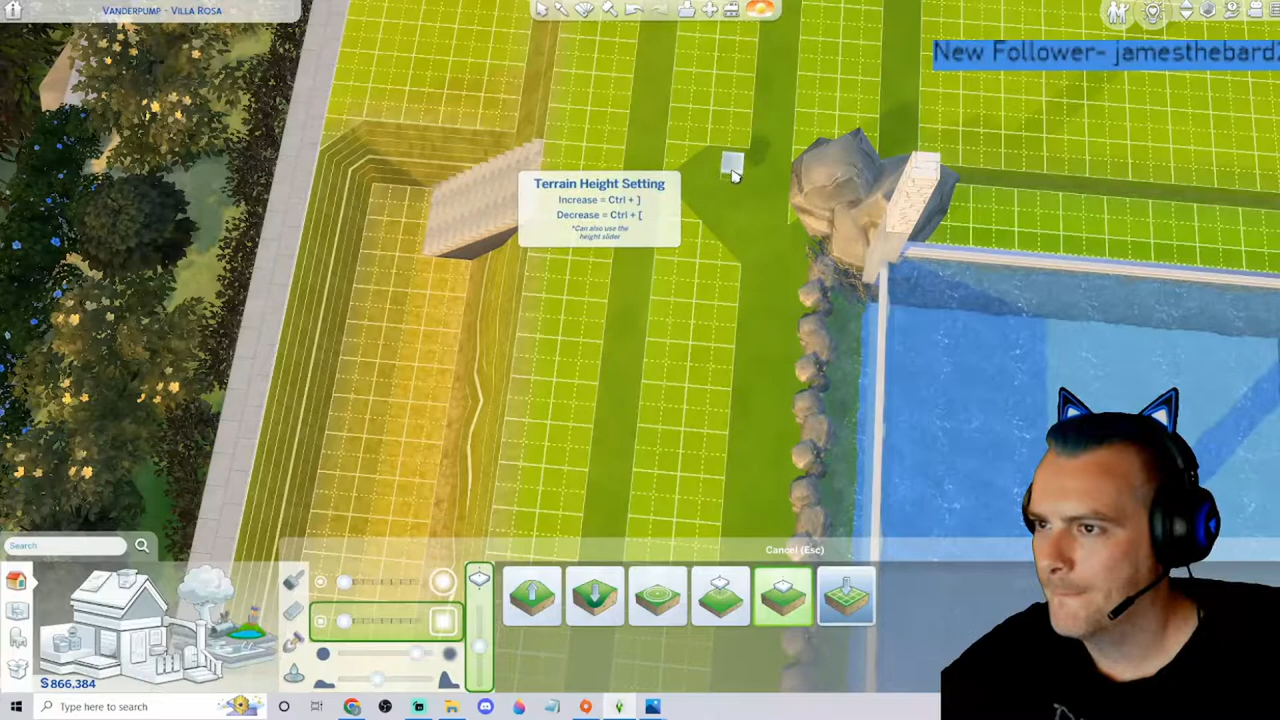 VANDERPUMP - VILLA ROSA
New Follower- jamesthebard
Terrain Height Setting
Increase = Ctrl + ]
Decrease = Ctrl + [
*Can also use the
height slider
Cancel (Esc)
Search
$866,384
Type here to search